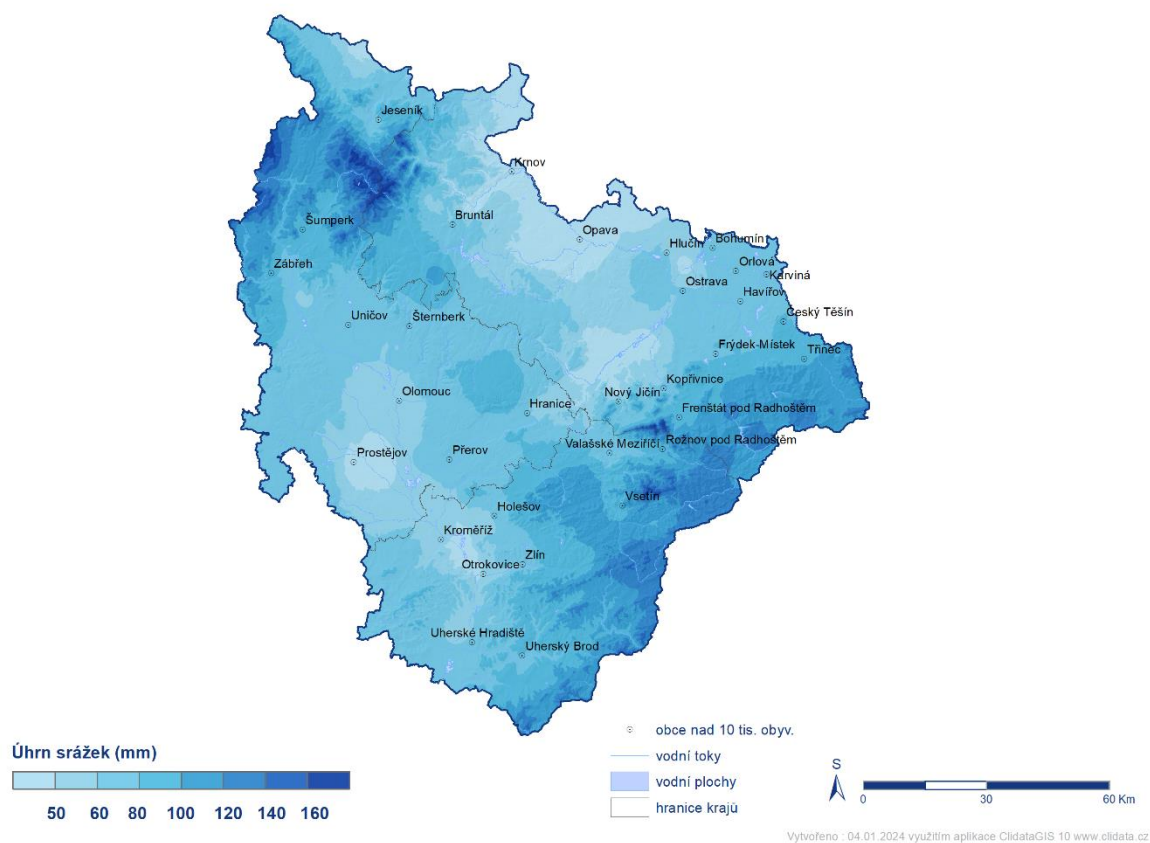 Jeseník
Krnov
Bruntál
Šumperk
Opava
Bohumín
Hlučín
Zábřeh
Orlová
Karviná
Ostrava
Havířov
Uničov
Šternberk
Český Těšín
Frýdek-Místek
Třinec
Kopřivnice
Olomouc
Nový Jičín
Hranice
Frenštát pod Radhoštěm
Valašské Meziříčí
Rožnov pod Radhoštěm
Prostějov
Přerov
Vsetín
Holešov
Kroměříž
Zlín
Otrokovice
Uherské Hradiště
Uherský Brod
Úhrn srážek (mm)
50 60 80 100 120 140 160
obce nad 10 tis. obyv.
vodní toky
vodní plochy
hranice krajů
S
0 30 60 Km
Vytvořeno : 04.01.2024 využitím aplikace ClidataGIS 10 www.clidata.cz